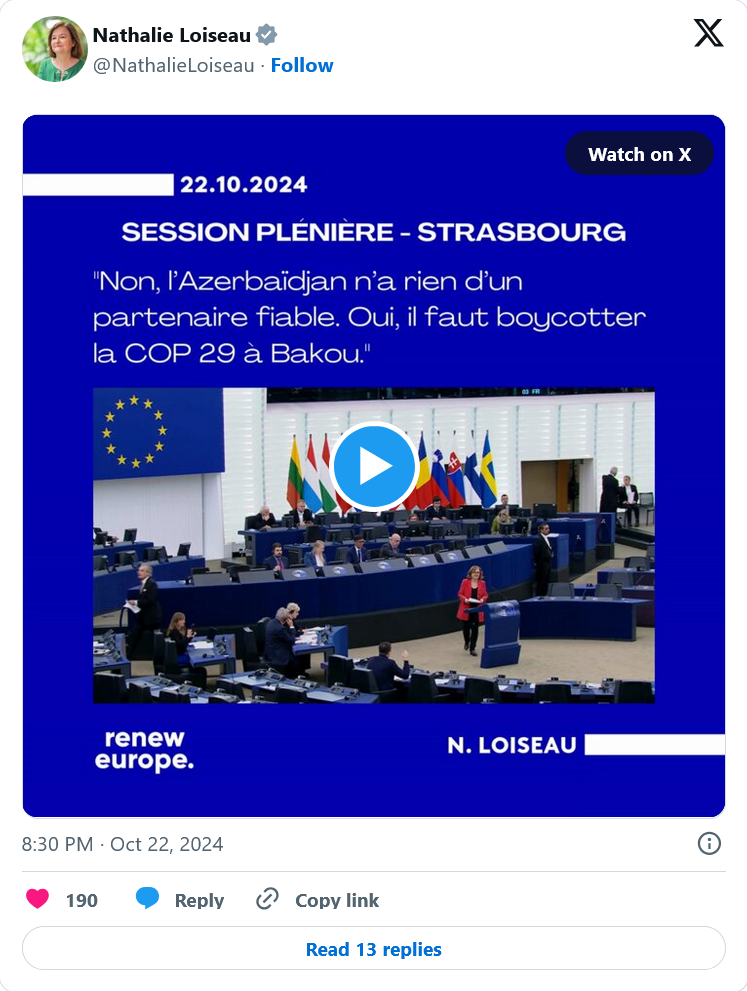 Nathalie Loiseau
@NathalieLoiseau · Follow
Watch on X
22.10.2024
SESSION PLÉNIÈRE - STRASBOURG
"Non, l'Azerbaïdjan n'a rien d'un
partenaire fiable. Oui, il faut boycotter
la COP 29 à Bakou."
03 FR
renew
europe.
N. LOISEAU
8:30 PM · Oct 22, 2024
190 Reply Copy link
Read 13 replies